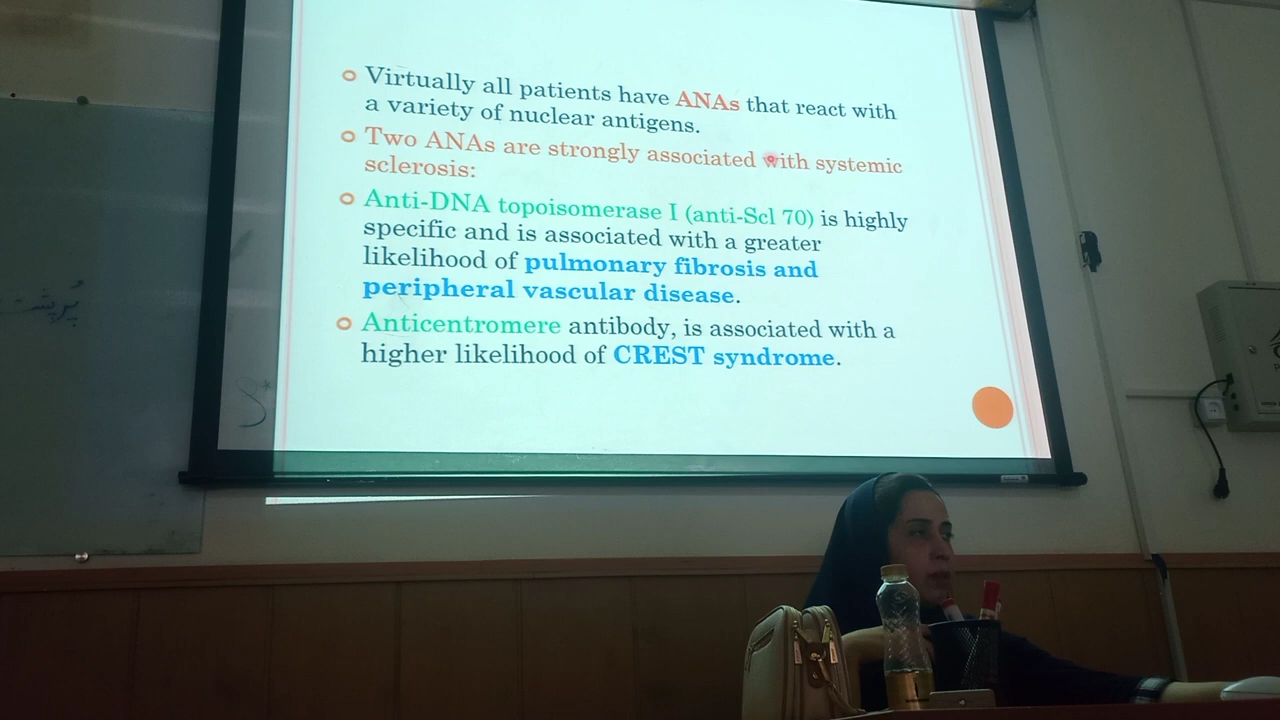 Virtually all patients have ANAs that react with
a variety of nuclear antigens.
Two ANAs are strongly associated with systemic
sclerosis:
Anti-DNA topoisomerase I (anti-Scl 70) is highly
specific and is associated with a greater
likelihood of pulmonary fibrosis and
peripheral vascular disease.
Anticentromere antibody, is associated with a
higher likelihood of CREST syndrome.